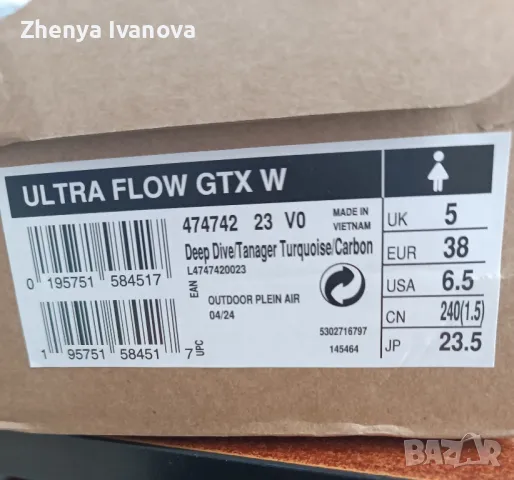 Zhenya Ivanova
ULTRA FLOW GTX W
474742 23 V0
MADE IN
VIETNAM
Deep Dive/Tanager Turquoise/Carbon
L4747420023
0 195751 584517
EAN
OUTDOOR PLEIN AIR
04/24
5302716797
145464
1 95751 58451 7
UPC
UK 5
EUR 38
USA 6.5
CN 240(1.5)
JP 23.5
BAZAR